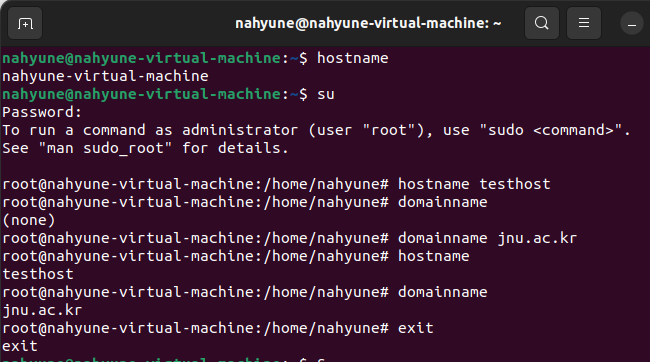 nahyune@nahyune-virtual-machine: ~
nahyune@nahyune-virtual-machine:~$ hostname
nahyune-virtual-machine
nahyune@nahyune-virtual-machine:~$ su
Password:
To run a command as administrator (user "root"), use "sudo <command>".
See "man sudo_root" for details.
root@nahyune-virtual-machine:/home/nahyune# hostname testhost
root@nahyune-virtual-machine:/home/nahyune# domainname
(none)
root@nahyune-virtual-machine:/home/nahyune# domainname jnu.ac.kr
root@nahyune-virtual-machine:/home/nahyune# hostname
testhost
root@nahyune-virtual-machine:/home/nahyune# domainname
jnu.ac.kr
root@nahyune-virtual-machine:/home/nahyune# exit
exit
nahyune@nahyune-virtual-machine:~$